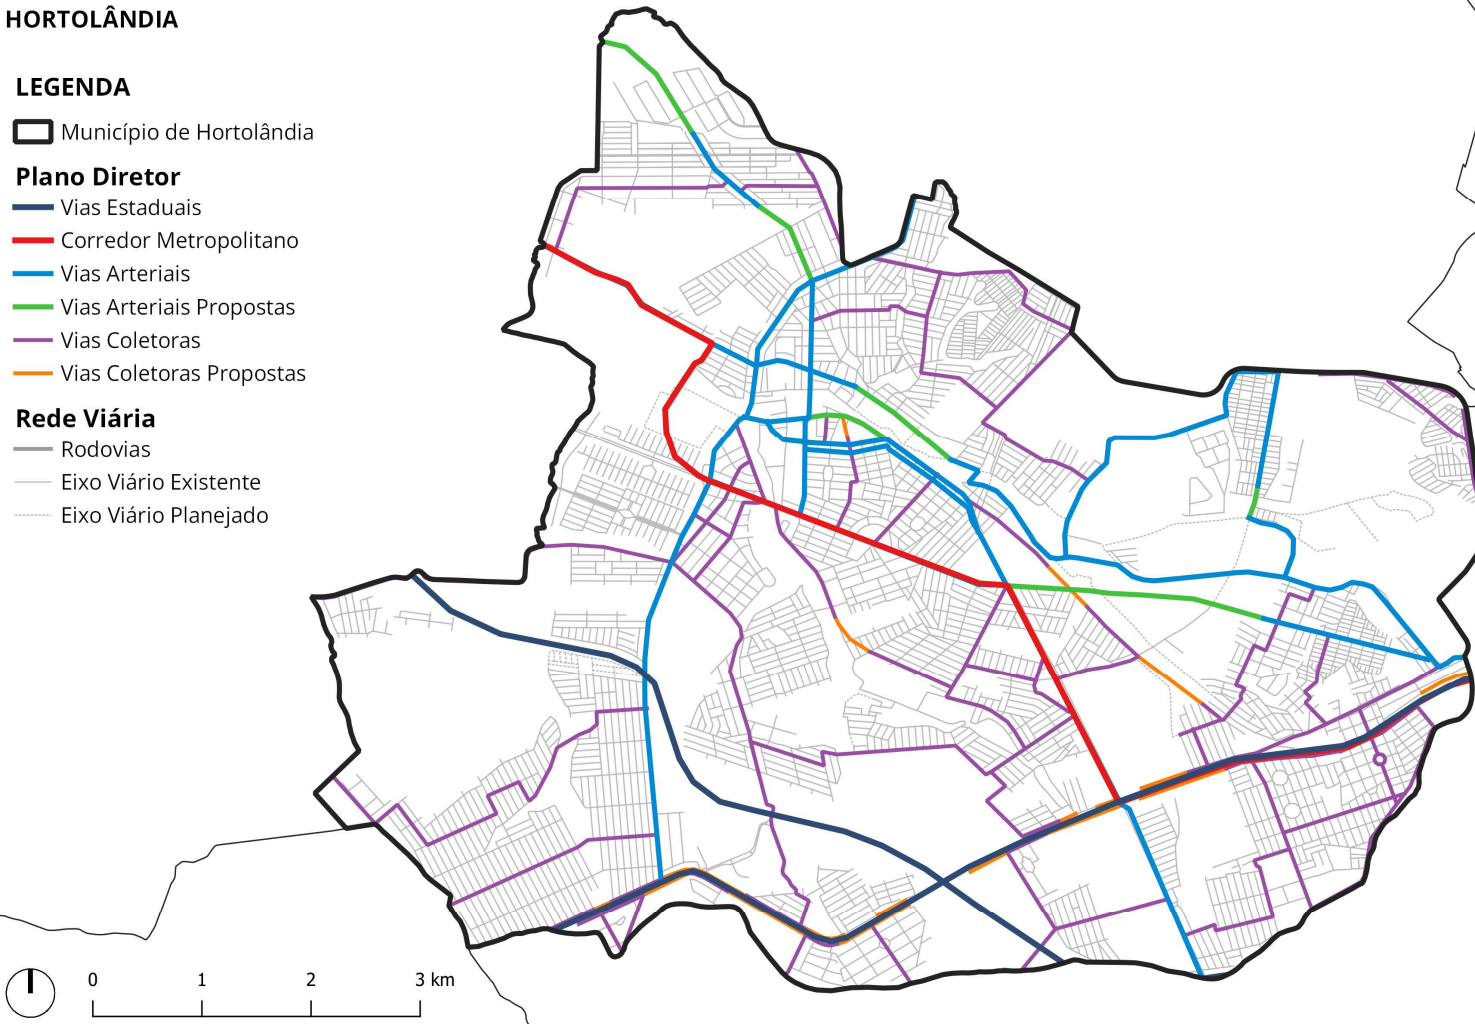 HORTOLÂNDIA
LEGENDA
Município de Hortolândia
Plano Diretor
Vias Estaduais
Corredor Metropolitano
Vias Arteriais
Vias Arteriais Propostas
Vias Coletoras
Vias Coletoras Propostas
Rede Viária
Rodovias
Eixo Viário Existente
Eixo Viário Planejado
0 1 2 3 km